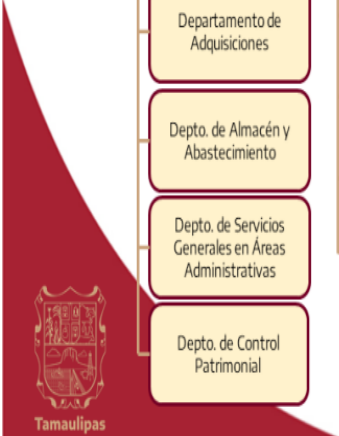 Departamento de
Adquisiciones
Depto. de Almacén y
Abastecimiento
Depto. de Servicios
Generales en Áreas
Administrativas
Depto. de Control
Patrimonial
Tamaulipas